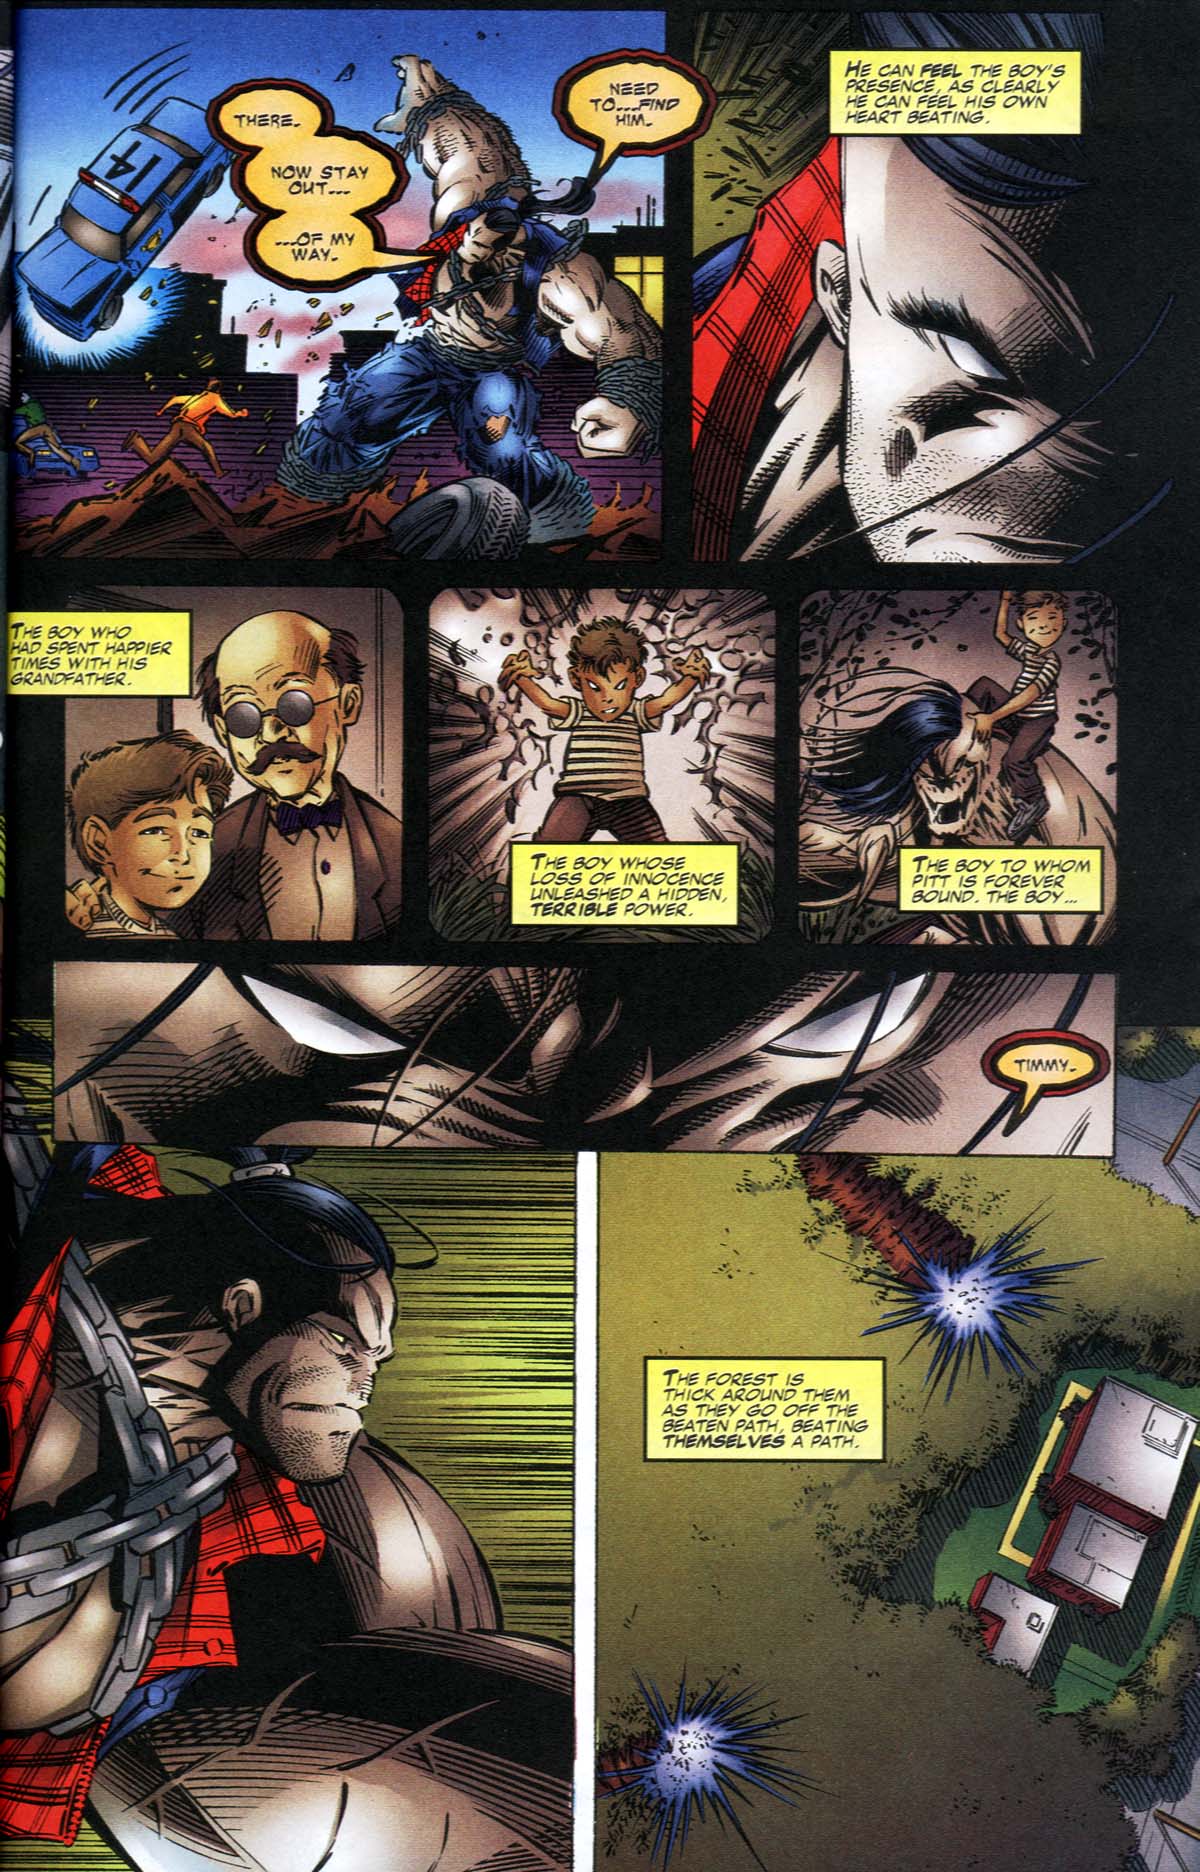 14
THERE.
NOW STAY
OUT...
...OF MY
WAY.
NEED
TO....FIND
HIM.
HE CAN FEEL THE BOY'S
PRESENCE, AS CLEARLY
HE CAN FEEL HIS OWN
HEART BEATING.
THE BOY WHO
HAD SPENT HAPPIER
TIMES WITH HIS
GRANDFATHER.
THE BOY WHOSE
LOSS OF INNOCENCE
UNLEASHED A HIDDEN,
TERRIBLE POWER.
THE BOY TO WHOM
PITT IS FOREVER
BOUND. THE BOY...
TIMMY.
THE FOREST IS
THICK AROUND THEM
AS THEY GO OFF THE
BEATEN PATH, BEATING
THEMSELVES A PATH.